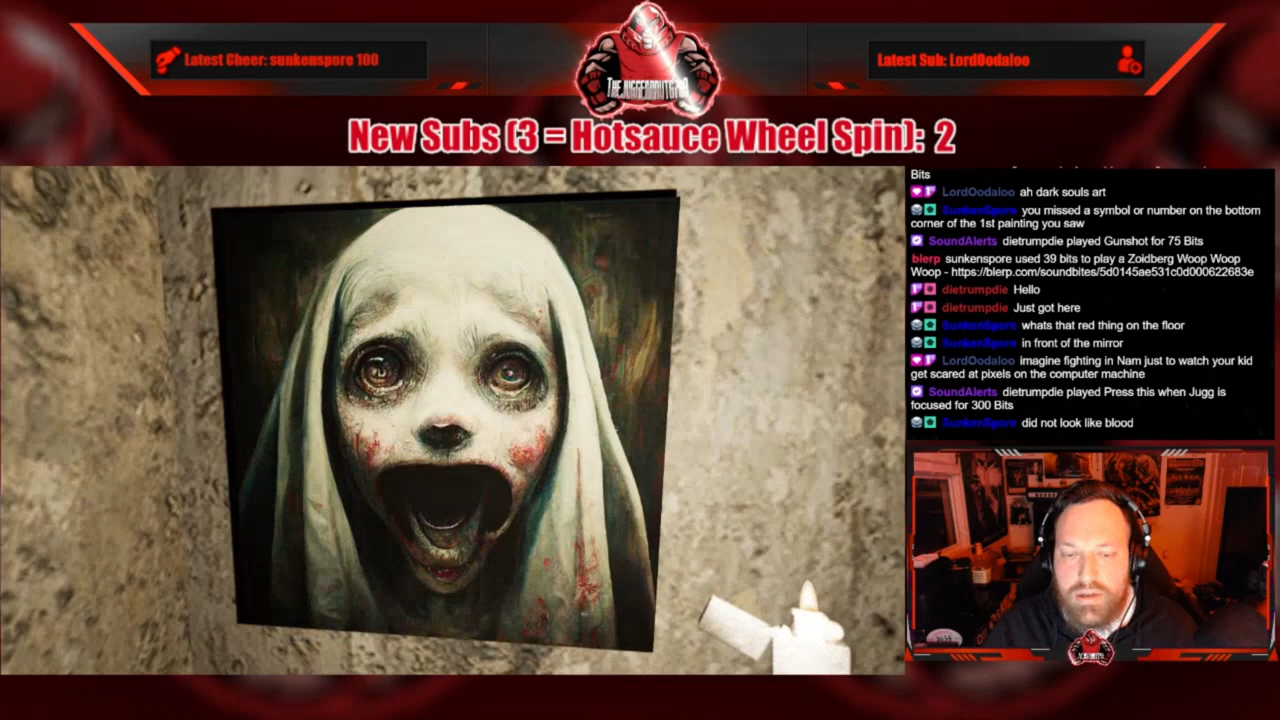 Latest Cheer: sunkenspore 100
THEJUGGERNAUTG
Latest Sub: LordOodaloo
New Subs (3 = Hotsauce Wheel Spin): 2
Bits
LordOodaloo ah dark souls art
SunkenSpore you missed a symbol or number on the bottom
corner of the 1st painting you saw
SoundAlerts dietrumpdie played Gunshot for 75 Bits
blerp sunkenspore used 39 bits to play a Zoidberg Woop Woop
Woop - https://blerp.com/soundbites/5d0145ae531c0d000622683e
dietrumpdie Hello
dietrumpdie Just got here
SunkenSpore whats that red thing on the floor
SunkenSpore in front of the mirror
LordOodaloo imagine fighting in Nam just to watch your kid
get scared at pixels on the computer machine
SoundAlerts dietrumpdie played Press this when Jugg is
focused for 300 Bits
SunkenSpore did not look like blood